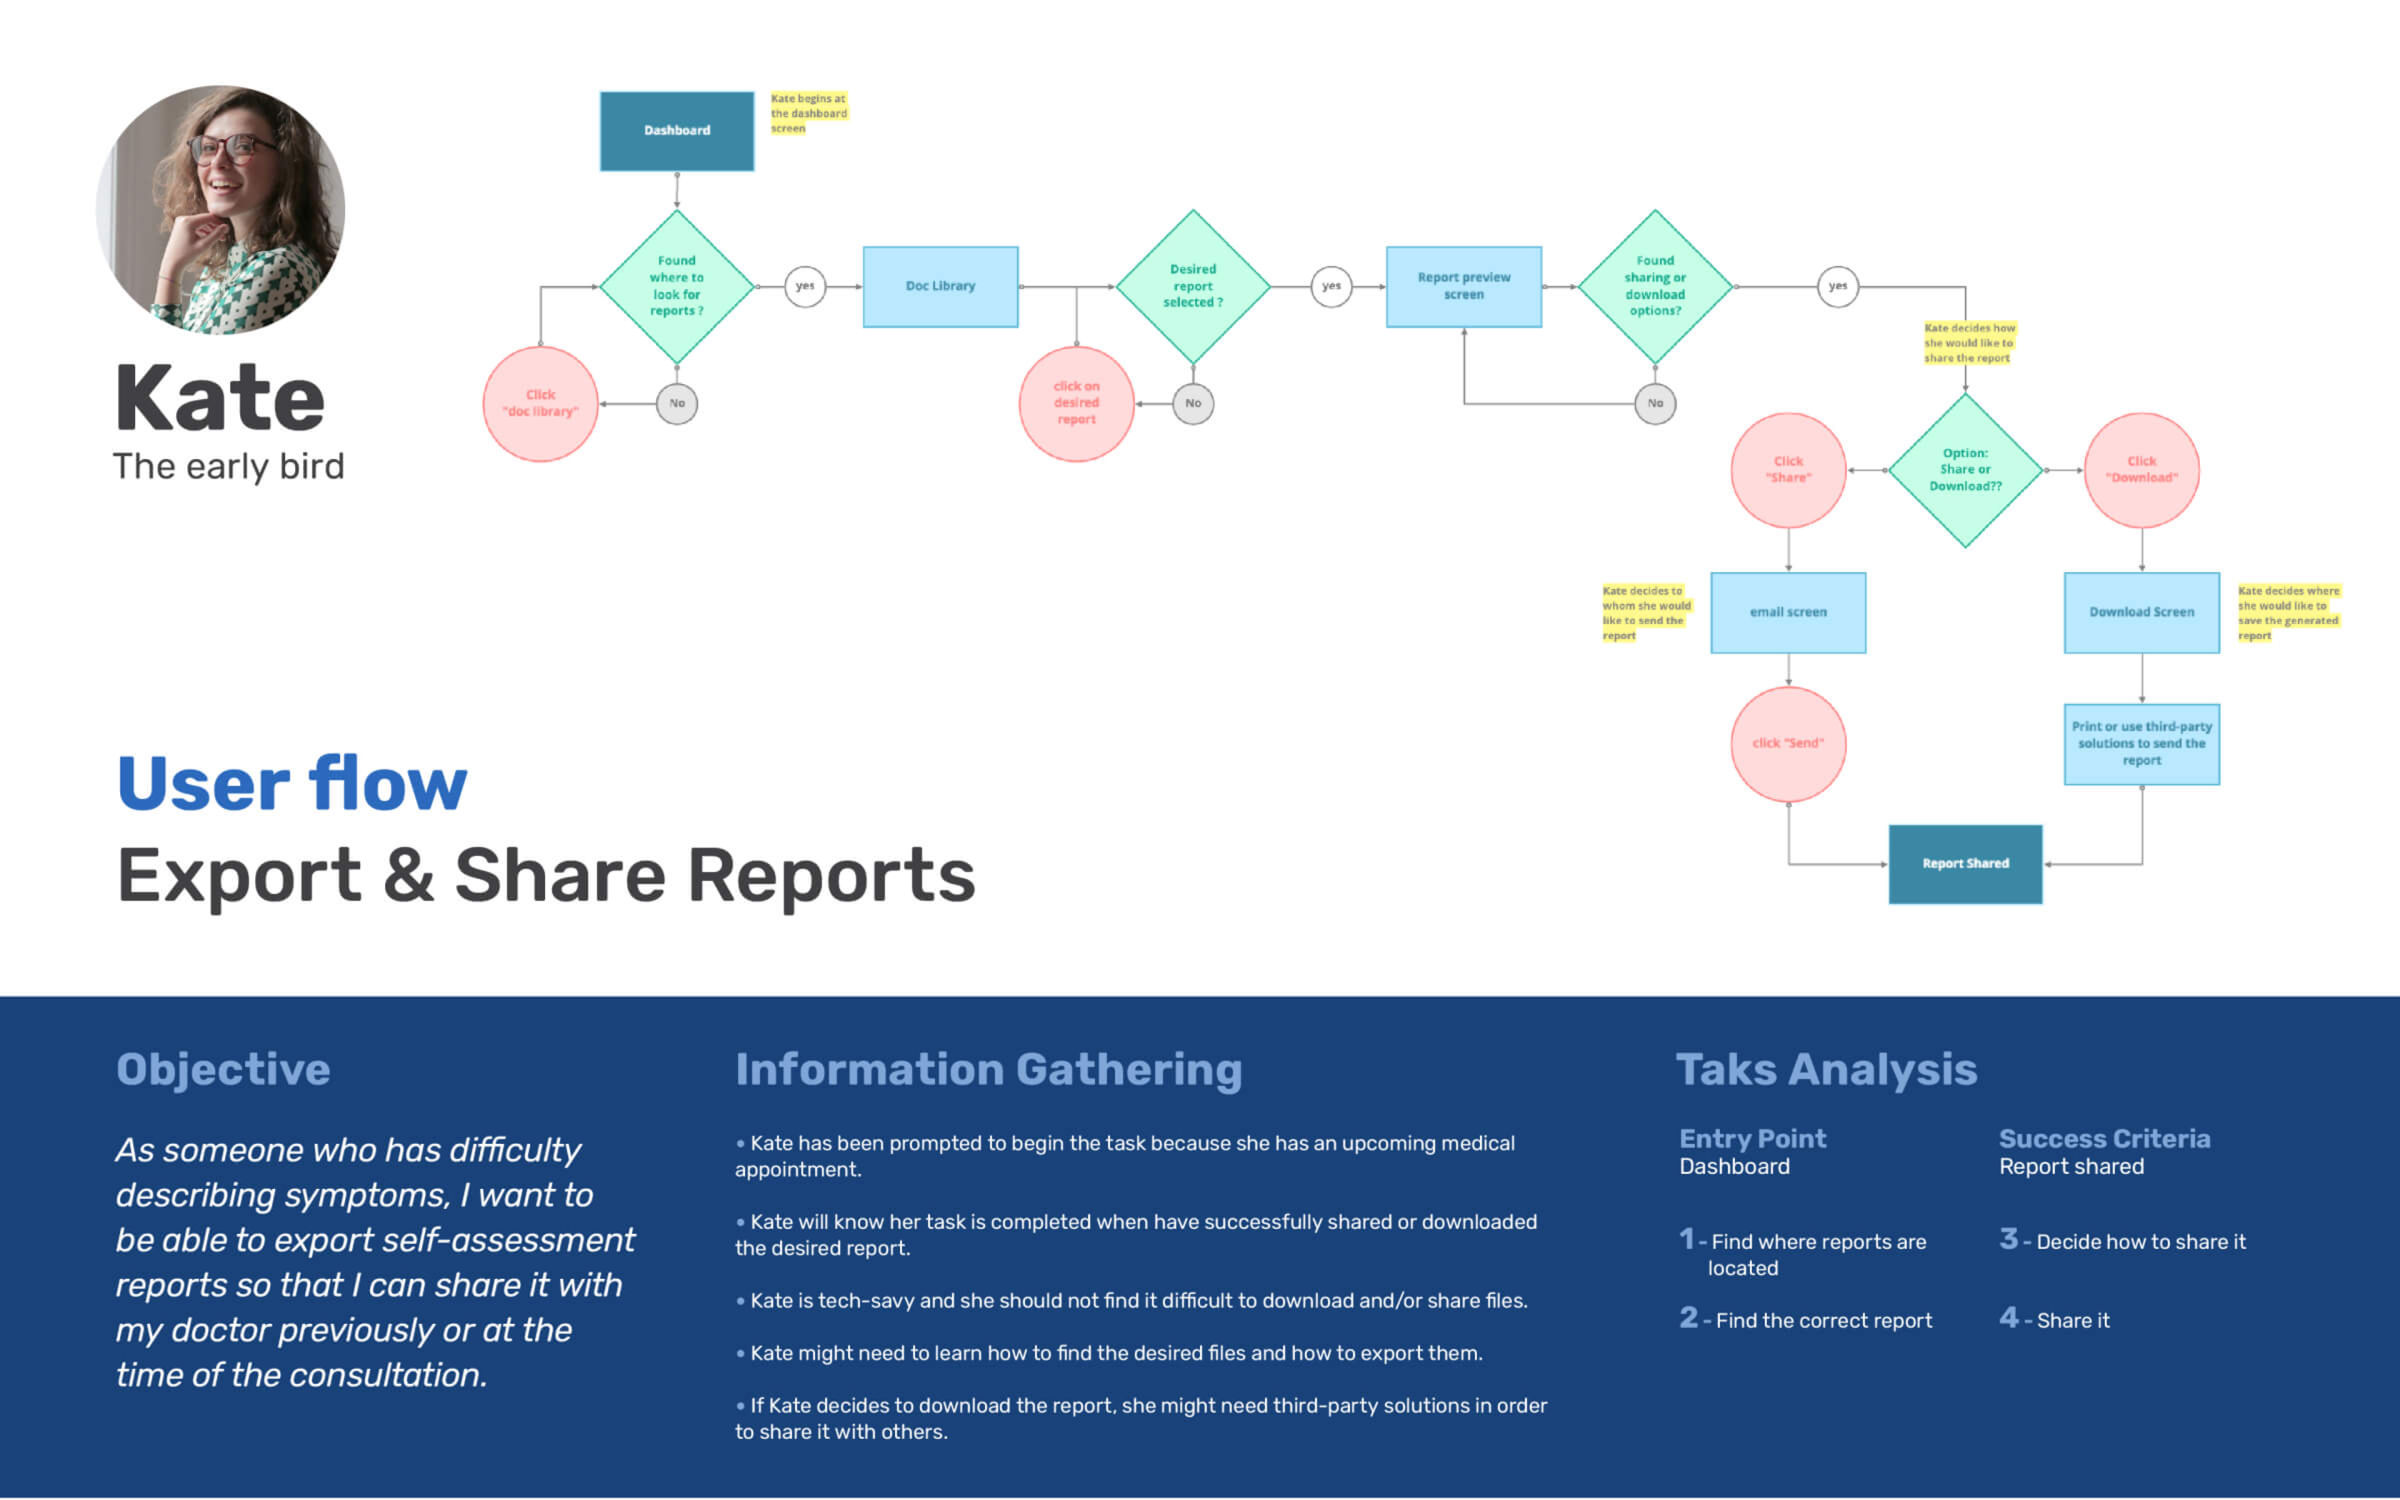 Kate
The early bird
Dashboard
Kate begins at
the dashboard
screen
Found
where to
look for
reports ?
yes
No
Click
"doc library"
Doc Library
Desired
report
selected ?
yes
No
click on
desired
report
Report preview
screen
Found
sharing or
download
options?
yes
No
Kate decides how
she would like to
share the report
Option:
Share or
Download??
Click
"Share"
Click
"Download"
Kate decides to
whom she would
like to send the
report
email screen
Download Screen
Kate decides where
she would like to
save the generated
report
click "Send"
Print or use third-party
solutions to send the
report
Report Shared
User flow
Export & Share Reports
Objective
As someone who has difficulty
describing symptoms, I want to
be able to export self-assessment
reports so that I can share it with
my doctor previously or at the
time of the consultation.
Information Gathering
• Kate has been prompted to begin the task because she has an upcoming medical
appointment.
• Kate will know her task is completed when have successfully shared or downloaded
the desired report.
• Kate is tech-savy and she should not find it difficult to download and/or share files.
• Kate might need to learn how to find the desired files and how to export them.
• If Kate decides to download the report, she might need third-party solutions in order
to share it with others.
Taks Analysis
Entry Point
Dashboard
Success Criteria
Report shared
1 - Find where reports are
located
2 - Find the correct report
3 - Decide how to share it
4 - Share it